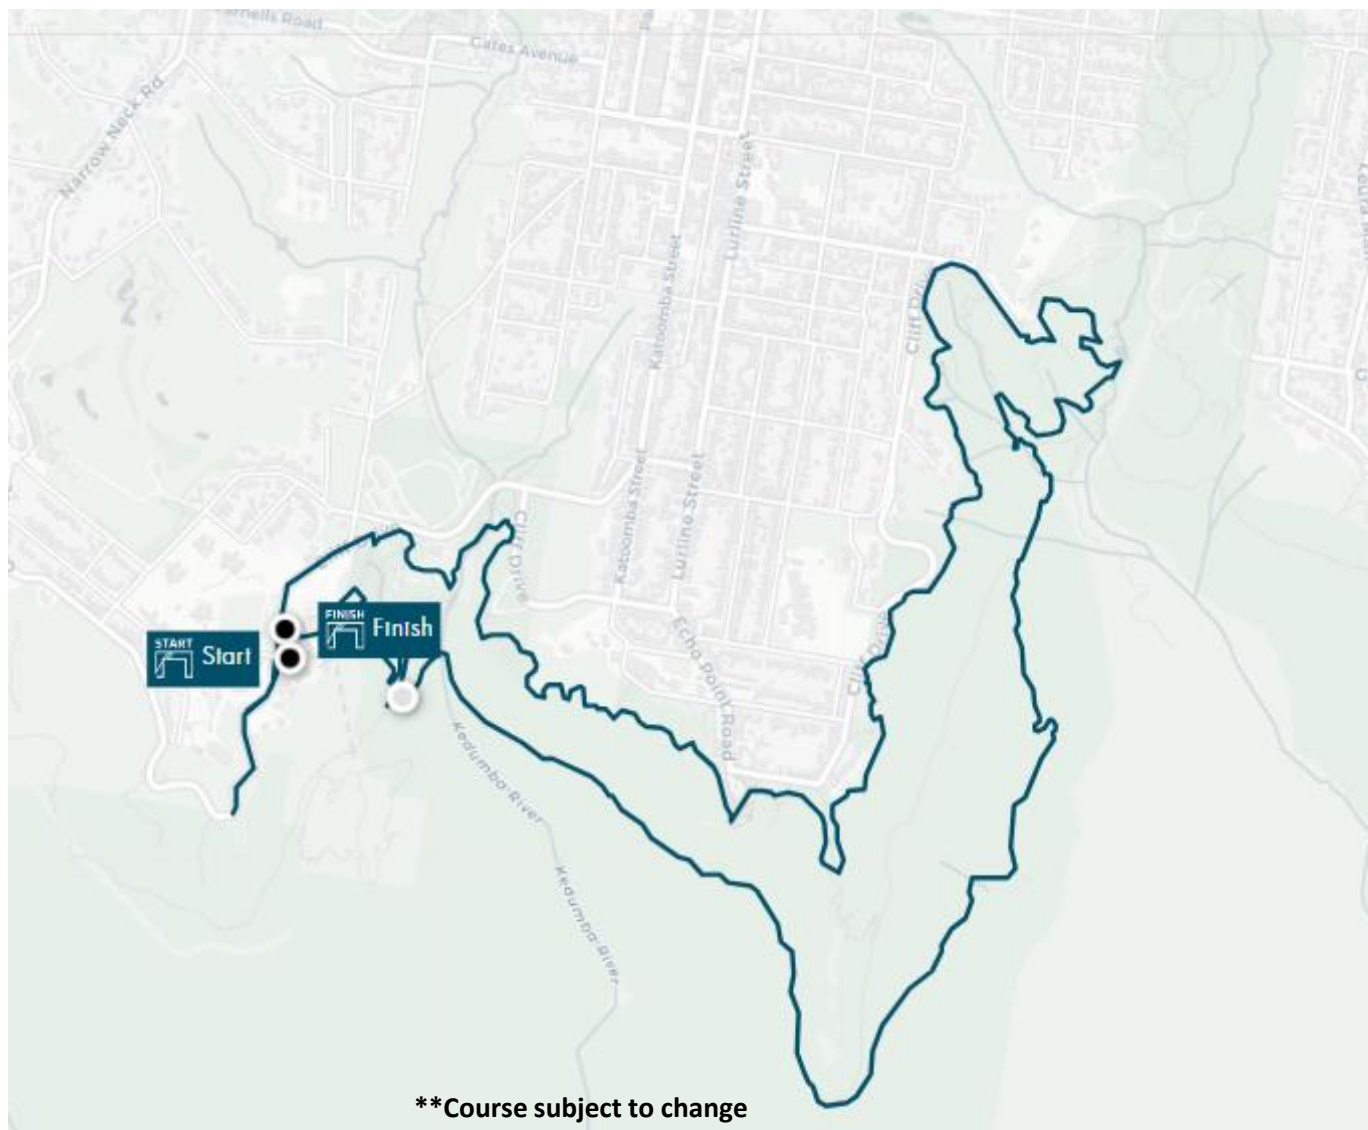 Gates Avenue
Narrow Neck Rd
Lurline Street
Katoomba Street
Cliff Drive
Katoomba Street
Lurline Street
Cliff Drive
START
Start
FINISH
Finish
Echo Point Road
Cliff Drive
Kedumba River
Kedumba River
**Course subject to change